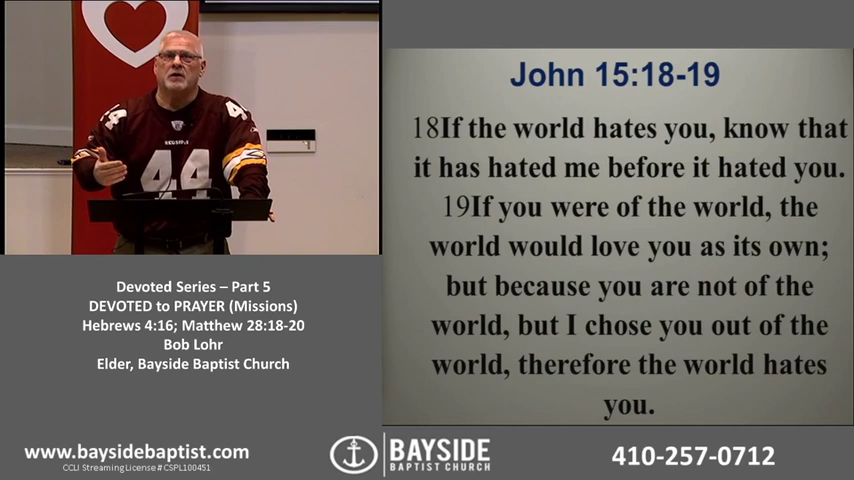 44
REDSKINS
44
44
Devoted Series – Part 5
DEVOTED to PRAYER (Missions)
Hebrews 4:16; Matthew 28:18-20
Bob Lohr
Elder, Bayside Baptist Church
John 15:18-19
18If the world hates you, know that
it has hated me before it hated you.
19If you were of the world, the
world would love you as its own;
but because you are not of the
world, but I chose you out of the
world, therefore the world hates
you.
www.baysidebaptist.com
CCLI Streaming License # CSPL100451
BAYSIDE
BAPTIST CHURCH
410-257-0712